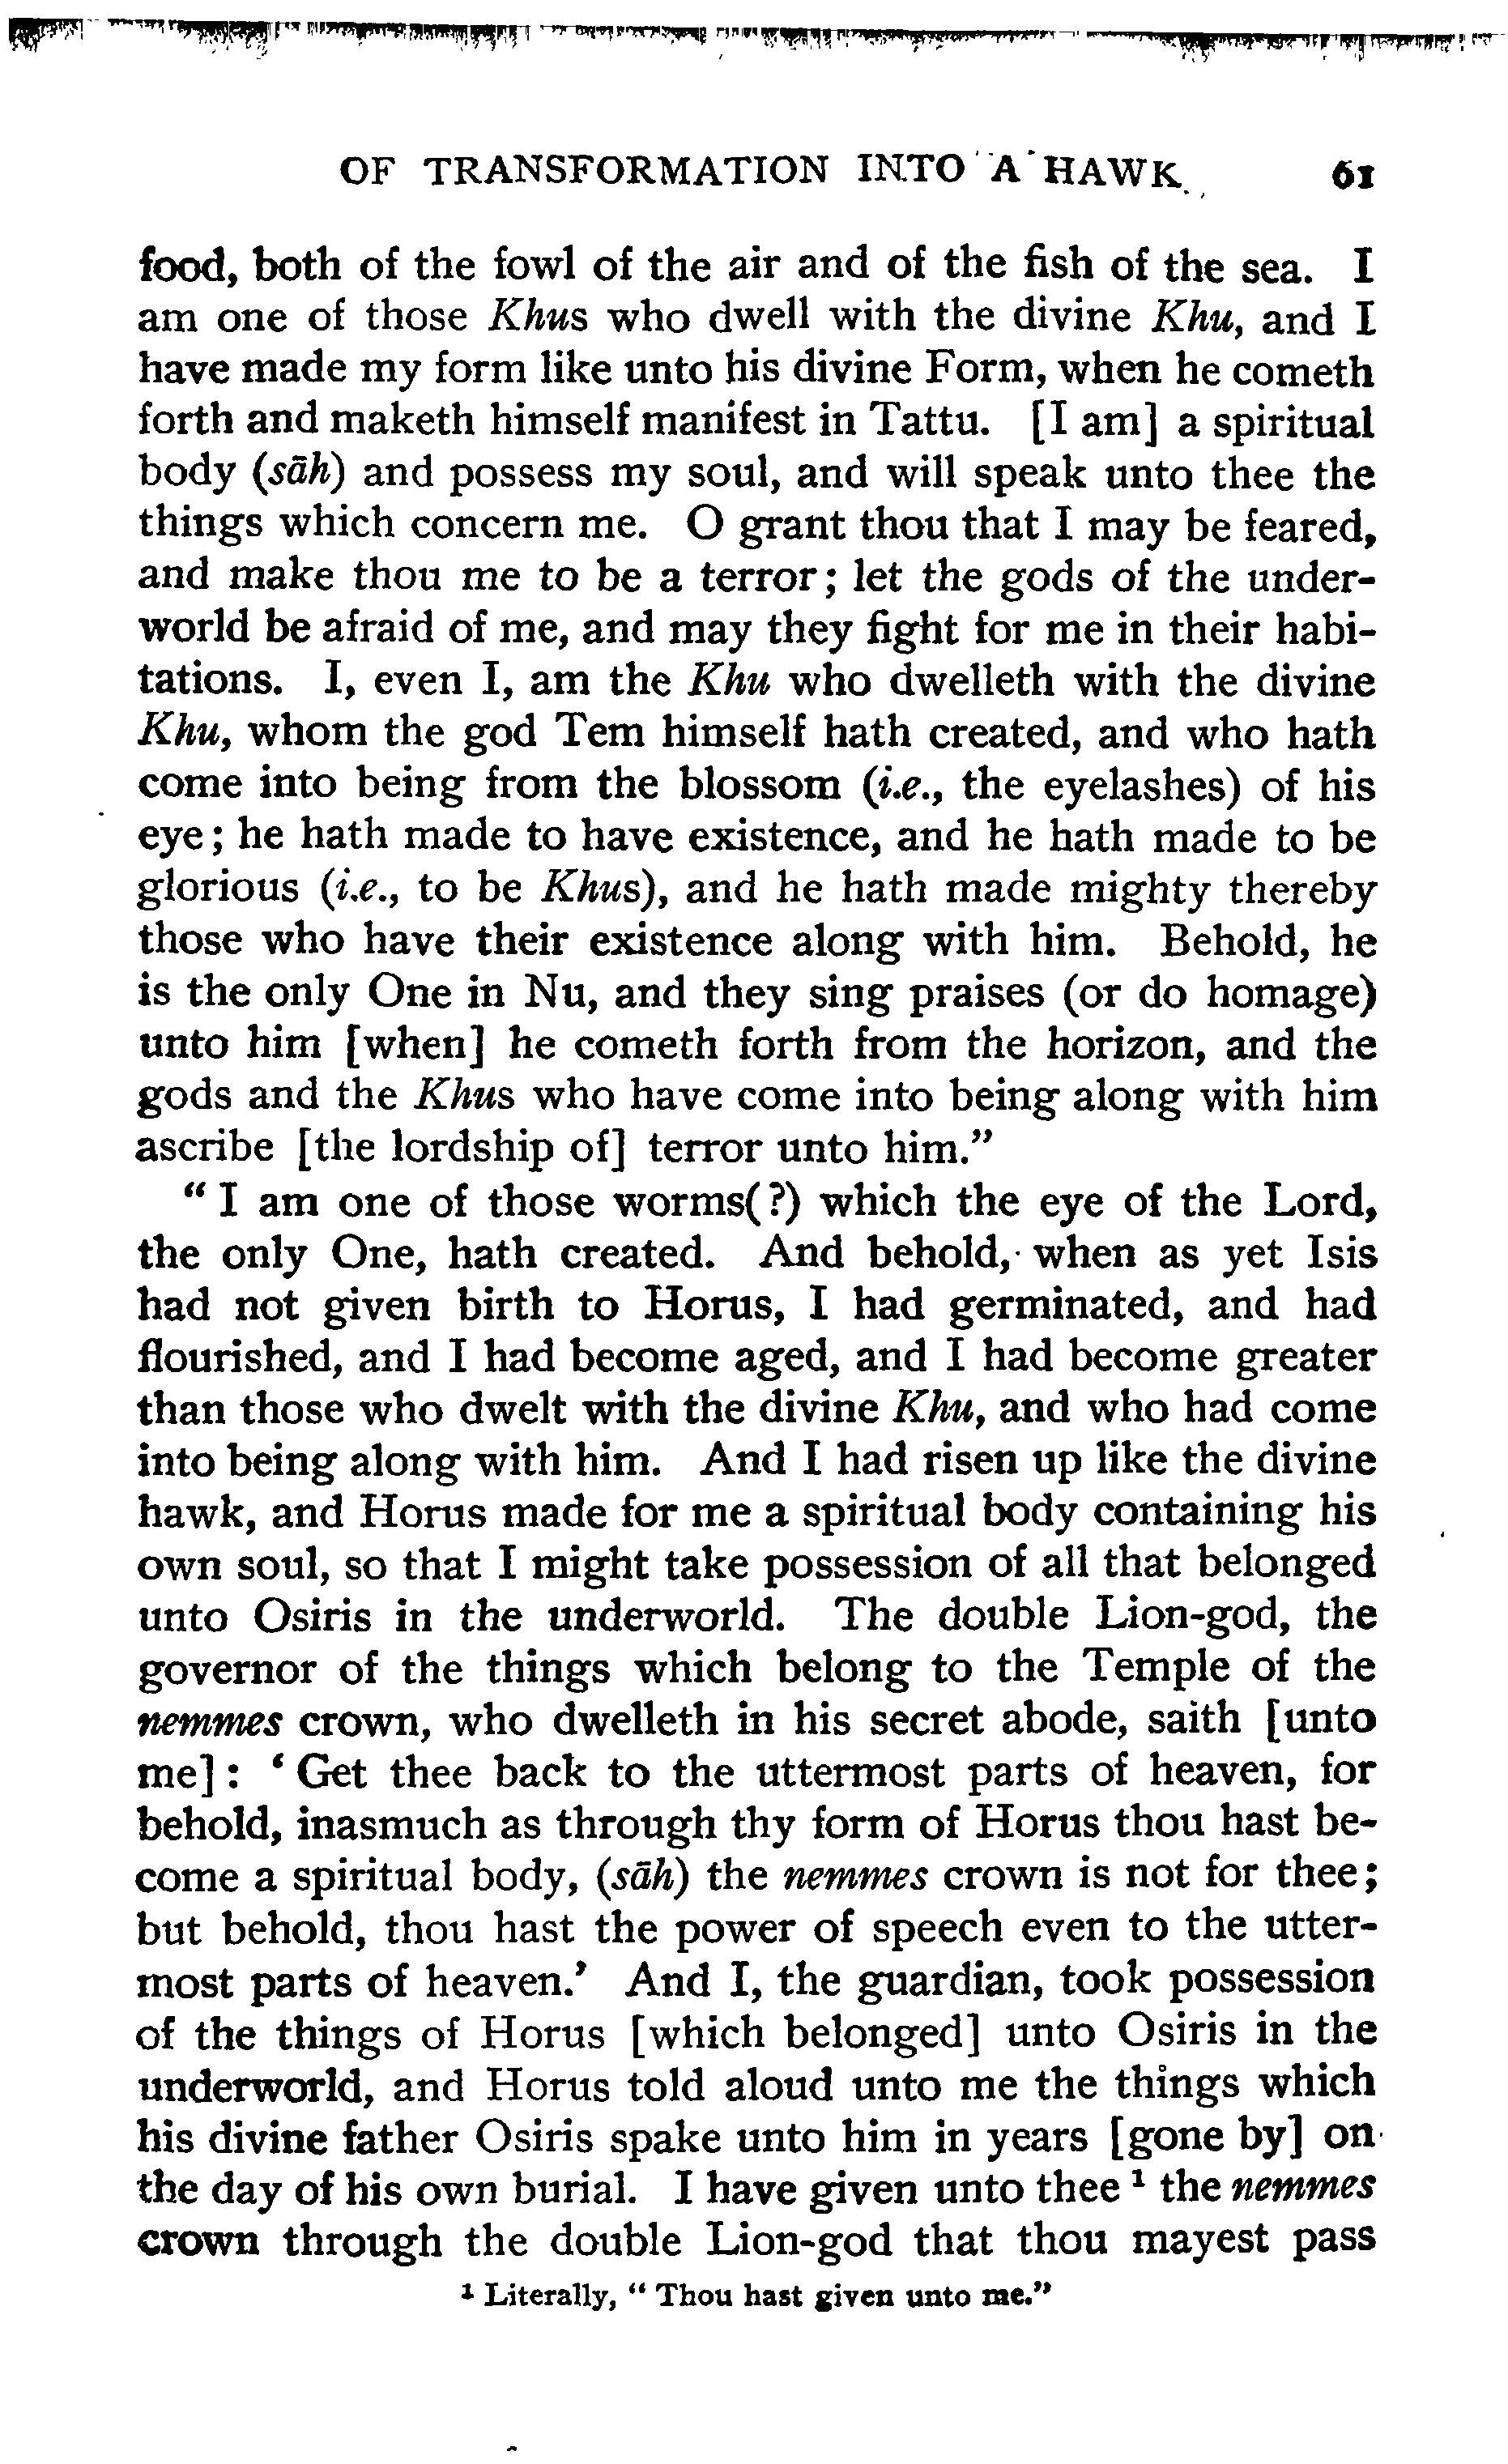 OF TRANSFORMATION INTO A HAWK 61
food, both of the fowl of the air and of the fish of the sea. I
am one of those Khus who dwell with the divine Khu, and I
have made my form like unto his divine Form, when he cometh
forth and maketh himself manifest in Tattu. [I am] a spiritual
body (sāh) and possess my soul, and will speak unto thee the
things which concern me. O grant thou that I may be feared,
and make thou me to be a terror; let the gods of the under-
world be afraid of me, and may they fight for me in their habi-
tations. I, even I, am the Khu who dwelleth with the divine
Khu, whom the god Tem himself hath created, and who hath
come into being from the blossom (i.e., the eyelashes) of his
eye; he hath made to have existence, and he hath made to be
glorious (i.e., to be Khus), and he hath made mighty thereby
those who have their existence along with him. Behold, he
is the only One in Nu, and they sing praises (or do homage)
unto him [when] he cometh forth from the horizon, and the
gods and the Khus who have come into being along with him
ascribe [the lordship of] terror unto him."
"I am one of those worms(?) which the eye of the Lord,
the only One, hath created. And behold, when as yet Isis
had not given birth to Horus, I had germinated, and had
flourished, and I had become aged, and I had become greater
than those who dwelt with the divine Khu, and who had come
into being along with him. And I had risen up like the divine
hawk, and Horus made for me a spiritual body containing his
own soul, so that I might take possession of all that belonged
unto Osiris in the underworld. The double Lion-god, the
governor of the things which belong to the Temple of the
nemmes crown, who dwelleth in his secret abode, saith [unto
me]: 'Get thee back to the uttermost parts of heaven, for
behold, inasmuch as through thy form of Horus thou hast be-
come a spiritual body, (sāh) the nemmes crown is not for thee;
but behold, thou hast the power of speech even to the utter-
most parts of heaven.' And I, the guardian, took possession
of the things of Horus [which belonged] unto Osiris in the
underworld, and Horus told aloud unto me the things which
his divine father Osiris spake unto him in years [gone by] on
the day of his own burial. I have given unto thee ¹ the nemmes
crown through the double Lion-god that thou mayest pass
¹ Literally, "Thou hast given unto me."